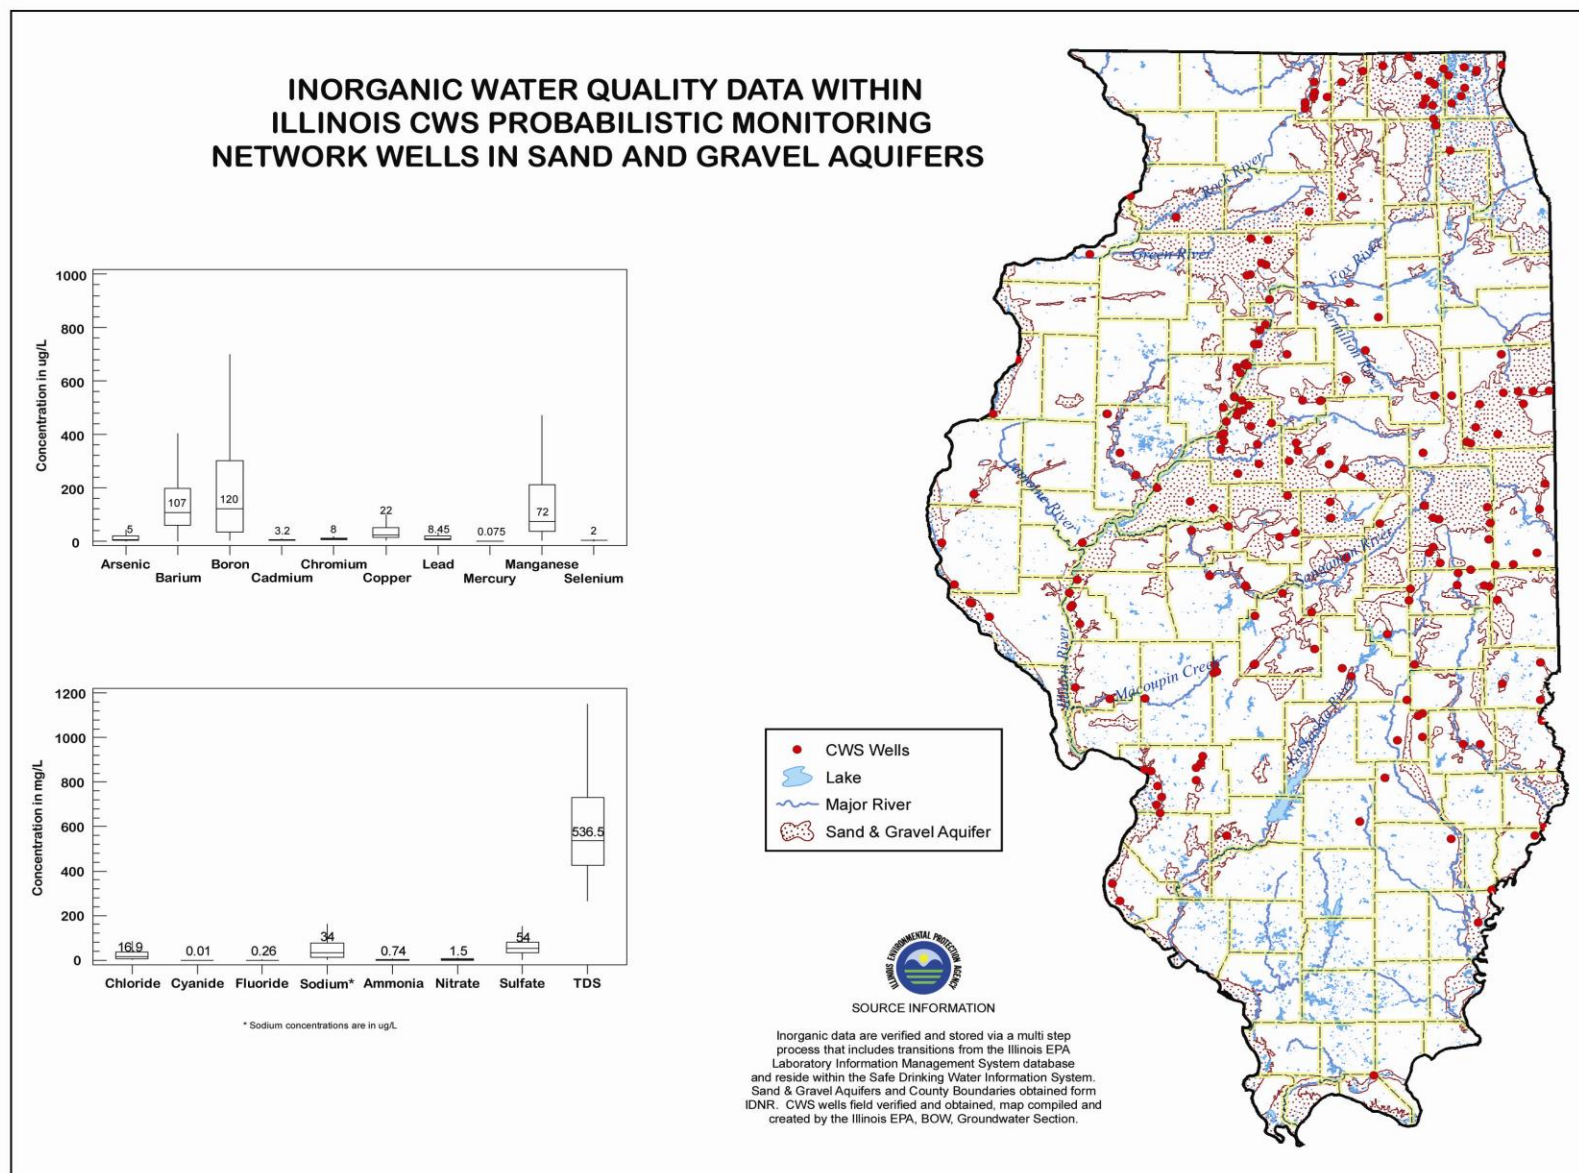 INORGANIC WATER QUALITY DATA WITHIN
ILLINOIS CWS PROBABILISTIC MONITORING
NETWORK WELLS IN SAND AND GRAVEL AQUIFERS
Concentration in ug/L
1000
800
600
400
200
0
5
107
120
3.2
8
22
8.45
0.075
72
2
Arsenic
Barium
Boron
Cadmium
Chromium
Copper
Lead
Mercury
Manganese
Selenium
Concentration in mg/L
1200
1000
800
600
400
200
0
16.9
0.01
0.26
34
0.74
1.5
54
536.5
Chloride
Cyanide
Fluoride
Sodium*
Ammonia
Nitrate
Sulfate
TDS
* Sodium concentrations are in ug/L
Rock River
Green River
Fox River
Vermilion River
Lamoine River
Sangamon River
Illinois River
Macoupin Creek
Kaskaskia River
CWS Wells
Lake
Major River
Sand & Gravel Aquifer
ILLINOIS ENVIRONMENTAL PROTECTION AGENCY
SOURCE INFORMATION
Inorganic data are verified and stored via a multi step
process that includes transitions from the Illinois EPA
Laboratory Information Management System database
and reside within the Safe Drinking Water Information System.
Sand & Gravel Aquifers and County Boundaries obtained form
IDNR. CWS wells field verified and obtained, map compiled and
created by the Illinois EPA, BOW, Groundwater Section.